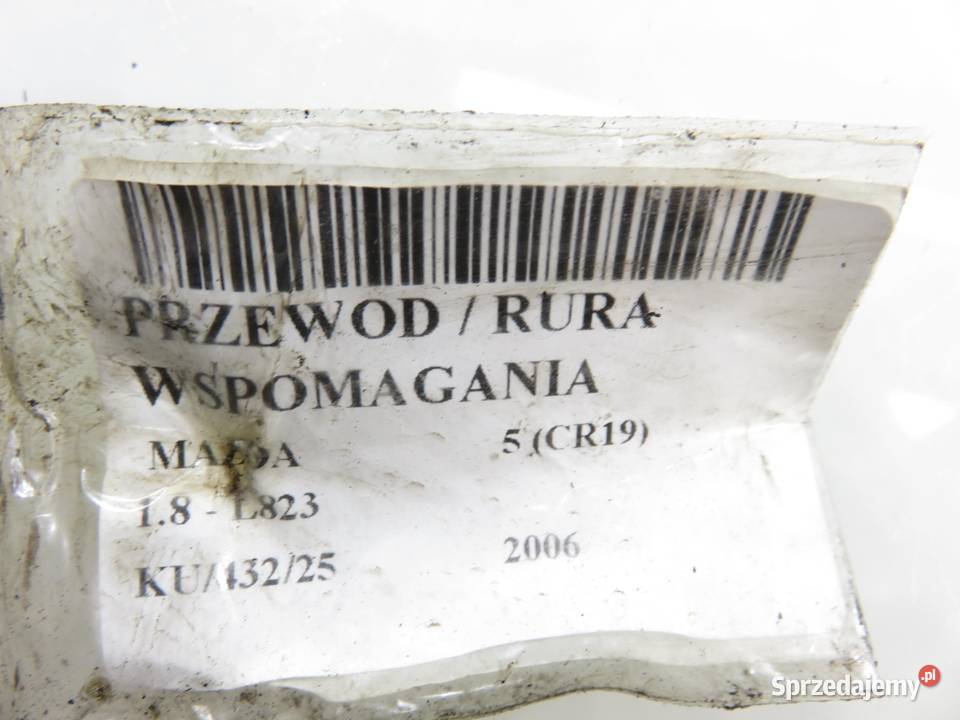 PRZEWOD / RURA
WSPOMAGANIA
MAZDA 5 (CR19)
1.8 - L823
KU/432/25 2006
Sprzedajemy.pl